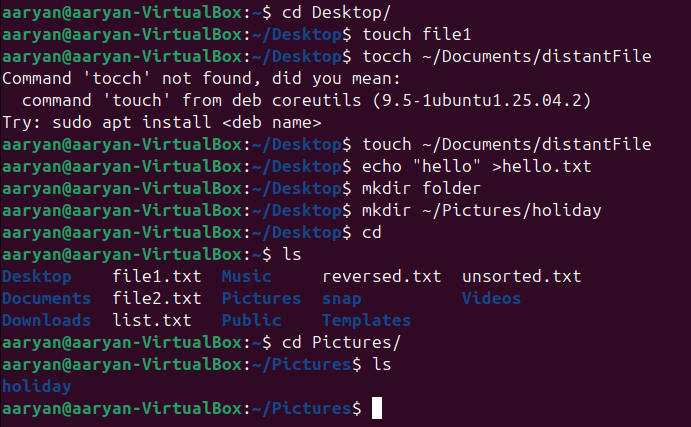 aaryan@aaryan-VirtualBox:~$ cd Desktop/
aaryan@aaryan-VirtualBox:~/Desktop$ touch file1
aaryan@aaryan-VirtualBox:~/Desktop$ tocch ~/Documents/distantFile
Command 'tocch' not found, did you mean:
  command 'touch' from deb coreutils (9.5-1ubuntu1.25.04.2)
Try: sudo apt install <deb name>
aaryan@aaryan-VirtualBox:~/Desktop$ touch ~/Documents/distantFile
aaryan@aaryan-VirtualBox:~/Desktop$ echo "hello" >hello.txt
aaryan@aaryan-VirtualBox:~/Desktop$ mkdir folder
aaryan@aaryan-VirtualBox:~/Desktop$ mkdir ~/Pictures/holiday
aaryan@aaryan-VirtualBox:~/Desktop$ cd
aaryan@aaryan-VirtualBox:~$ ls
Desktop    file1.txt  Music     reversed.txt  unsorted.txt
Documents  file2.txt  Pictures  snap          Videos
Downloads  list.txt   Public    Templates
aaryan@aaryan-VirtualBox:~$ cd Pictures/
aaryan@aaryan-VirtualBox:~/Pictures$ ls
holiday
aaryan@aaryan-VirtualBox:~/Pictures$